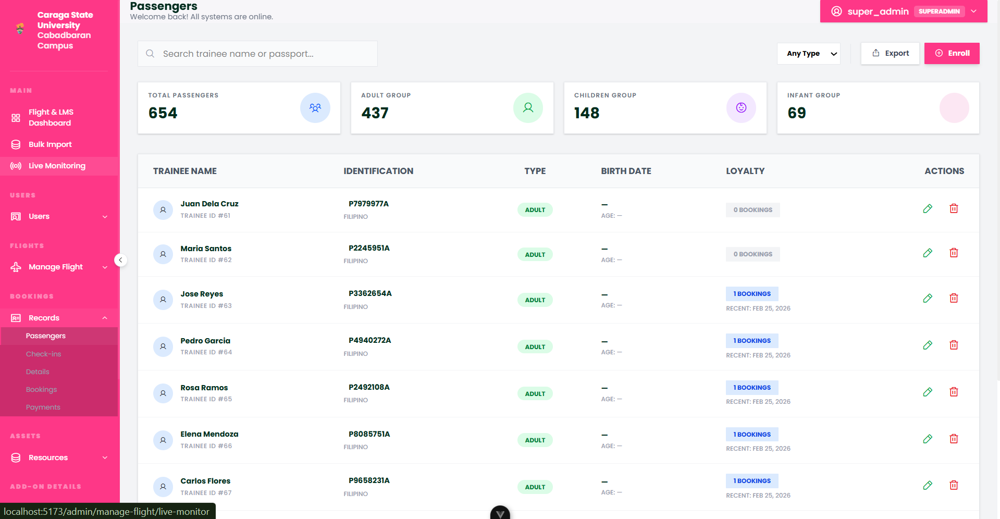 Caraga State
University
Cabadbaran
Campus
MAIN
Flight & LMS
Dashboard
Bulk Import
Live Monitoring
USERS
Users
FLIGHTS
Manage Flight
BOOKINGS
Records
Passengers
Check-ins
Details
Bookings
Payments
ASSETS
Resources
ADD-ON DETAILS
localhost:5173/admin/manage-flight/live-monitor
Passengers
Welcome back! All systems are online.
super_admin SUPERADMIN
Search trainee name or passport...
Any Type
Export
Enroll
TOTAL PASSENGERS
654
ADULT GROUP
437
CHILDREN GROUP
148
INFANT GROUP
69
TRAINEE NAME IDENTIFICATION TYPE BIRTH DATE LOYALTY ACTIONS
Juan Dela Cruz P7979977A ADULT — 0 BOOKINGS
TRAINEE ID #61 FILIPINO AGE: —
Maria Santos P2245951A ADULT — 0 BOOKINGS
TRAINEE ID #62 FILIPINO AGE: —
Jose Reyes P3362654A ADULT — 1 BOOKINGS
TRAINEE ID #63 FILIPINO AGE: — RECENT: FEB 25, 2026
Pedro Garcia P4940272A ADULT — 1 BOOKINGS
TRAINEE ID #64 FILIPINO AGE: — RECENT: FEB 25, 2026
Rosa Ramos P2492108A ADULT — 1 BOOKINGS
TRAINEE ID #65 FILIPINO AGE: — RECENT: FEB 25, 2026
Elena Mendoza P8085751A ADULT — 1 BOOKINGS
TRAINEE ID #66 FILIPINO AGE: — RECENT: FEB 25, 2026
Carlos Flores P9658231A ADULT — 1 BOOKINGS
TRAINEE ID #67 FILIPINO AGE: — RECENT: FEB 25, 2026